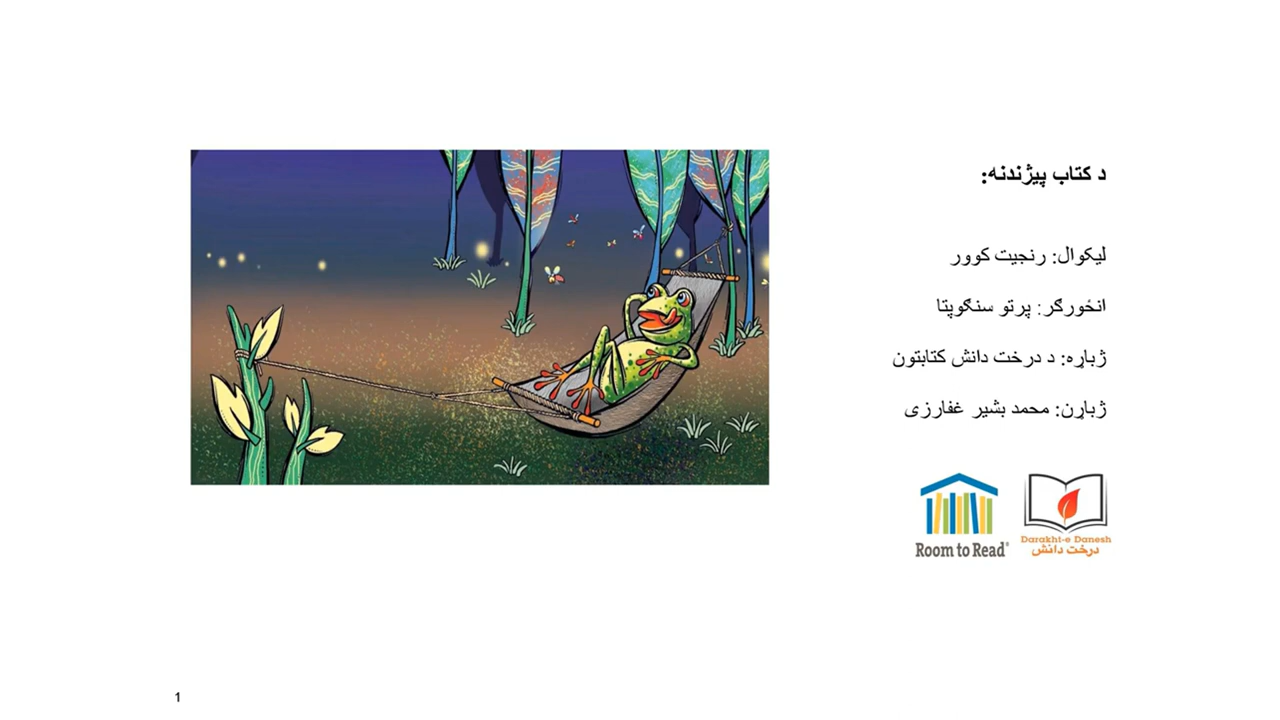 د کتاب پیژندنه:
لیکوال: رنجیت کوور
انځورګر: پرتو سنګوپتا
ژباړه: د درخت دانش کتابتون
ژباړن: محمد بشیر غفارزی
Room to Read®
Darakht-e Danesh
درخت دانش
1